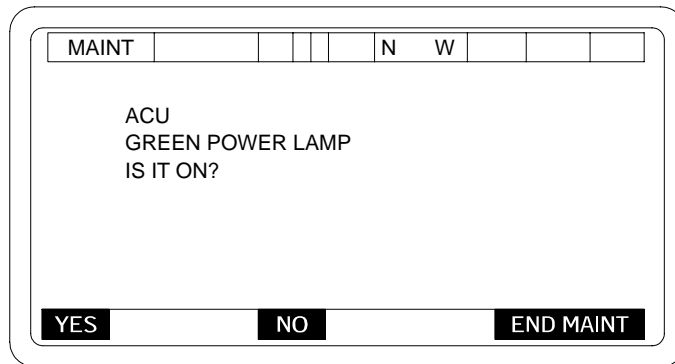 MAINT N W
ACU
GREEN POWER LAMP
IS IT ON?
YES NO END MAINT